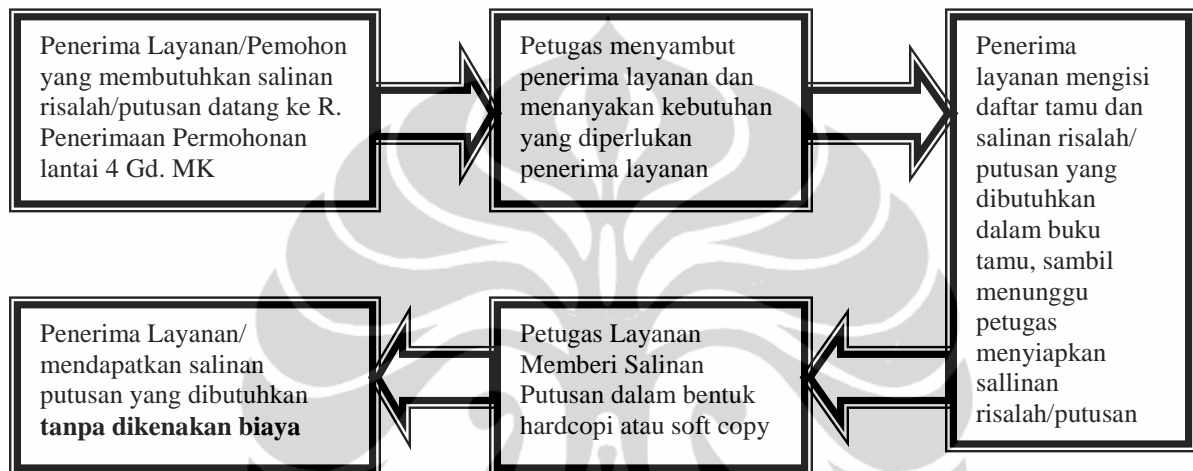 Penerima Layanan/Pemohon
yang membutuhkan salinan
risalah/putusan datang ke R.
Penerimaan Permohonan
lantai 4 Gd. MK
Petugas menyambut
penerima layanan dan
menanyakan kebutuhan
yang diperlukan
penerima layanan
Penerima
layanan mengisi
daftar tamu dan
salinan risalah/
putusan yang
dibutuhkan
dalam buku
tamu, sambil
menunggu
petugas
menyiapkan
sallinan
risalah/putusan
Petugas Layanan
Memberi Salinan
Putusan dalam bentuk
hardcopi atau soft copy
Penerima Layanan/
mendapatkan salinan
putusan yang dibutuhkan
tanpa dikenakan biaya